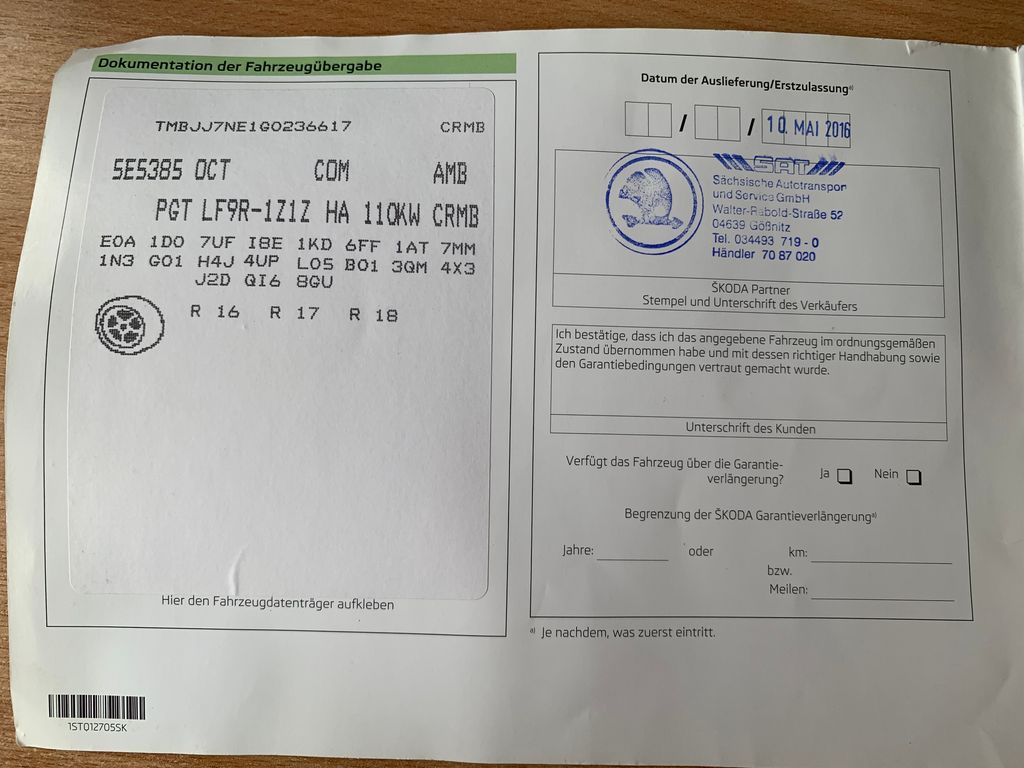 Dokumentation der Fahrzeugübergabe
TMBJJ7NE1G0236617 CRMB
5E5385 OCT COM AMB
PGT LF9R-1Z1Z HA 110KW CRMB
E0A 1D0 7UF I8E 1KD 6FF 1AT 7MM
1N3 G01 H4J 4UP L05 B01 3QM 4X3
J2D QI6 8GU
R 16 R 17 R 18
Hier den Fahrzeugdatenträger aufkleben
1ST012705SK
Datum der Auslieferung/Erstzulassung a)
/ / 10. MAI 2016
SAT
Sächsische Autotranspor
und Service GmbH
Walter-Rabold-Straße 52
04639 Gößnitz
Tel. 034493 719 - 0
Händler 70 87 020
ŠKODA Partner
Stempel und Unterschrift des Verkäufers
Ich bestätige, dass ich das angegebene Fahrzeug im ordnungsgemäßen
Zustand übernommen habe und mit dessen richtiger Handhabung sowie
den Garantiebedingungen vertraut gemacht wurde.
Unterschrift des Kunden
Verfügt das Fahrzeug über die Garantie-
verlängerung? Ja Nein
Begrenzung der ŠKODA Garantieverlängerung a)
Jahre: oder km:
bzw.
Meilen:
a) Je nachdem, was zuerst eintritt.